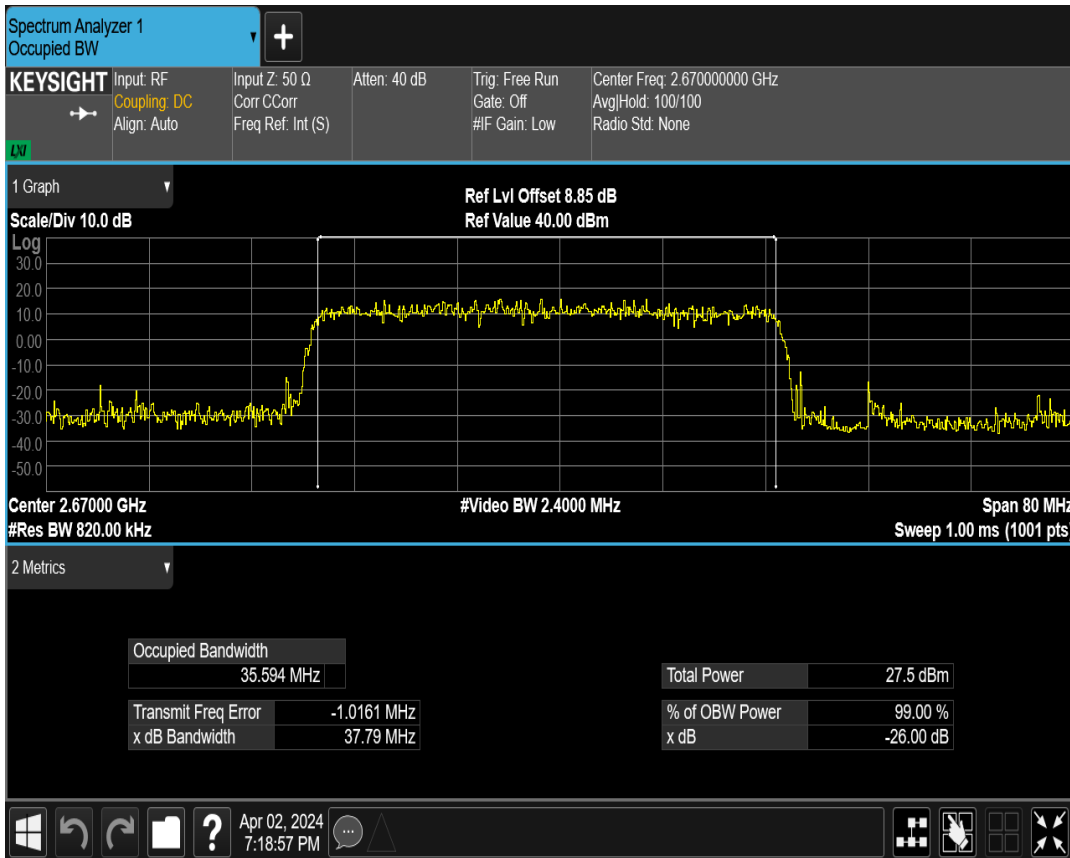 Spectrum Analyzer 1
Occupied BW
+
KEYSIGHT
LXI
Input: RF
Coupling: DC
Align: Auto
Input Z: 50 Ω
Corr CCorr
Freq Ref: Int (S)
Atten: 40 dB
Trig: Free Run
Gate: Off
#IF Gain: Low
Center Freq: 2.670000000 GHz
Avg|Hold: 100/100
Radio Std: None
1 Graph
Scale/Div 10.0 dB
Ref Lvl Offset 8.85 dB
Ref Value 40.00 dBm
Log
30.0
20.0
10.0
0.00
-10.0
-20.0
-30.0
-40.0
-50.0
Center 2.67000 GHz
#Video BW 2.4000 MHz
Span 80 MHz
#Res BW 820.00 kHz
Sweep 1.00 ms (1001 pts)
2 Metrics
Occupied Bandwidth
35.594 MHz
Total Power 27.5 dBm
Transmit Freq Error -1.0161 MHz
% of OBW Power 99.00 %
x dB Bandwidth 37.79 MHz
x dB -26.00 dB
?
Apr 02, 2024
7:18:57 PM